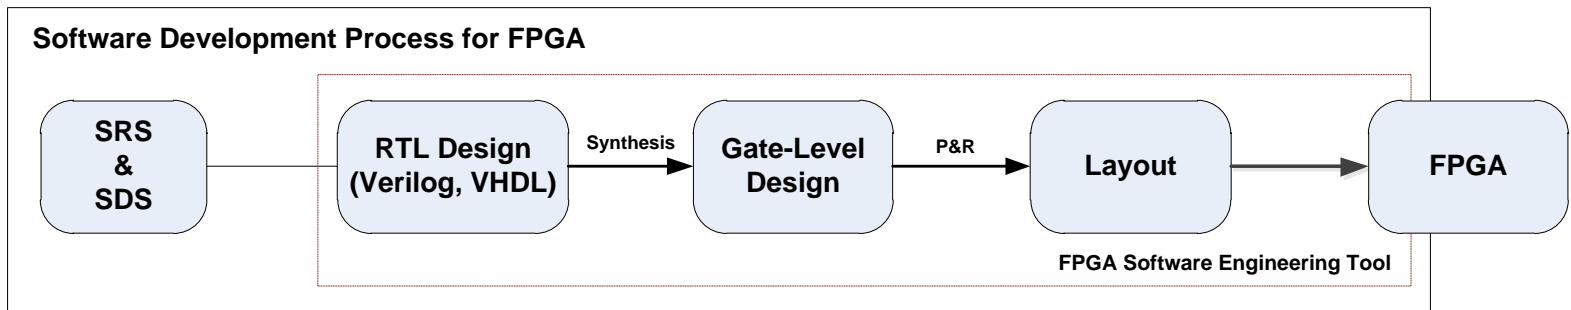 Software Development Process for FPGA
SRS
&
SDS
RTL Design
(Verilog, VHDL)
Synthesis
Gate-Level
Design
P&R
Layout
FPGA
FPGA Software Engineering Tool